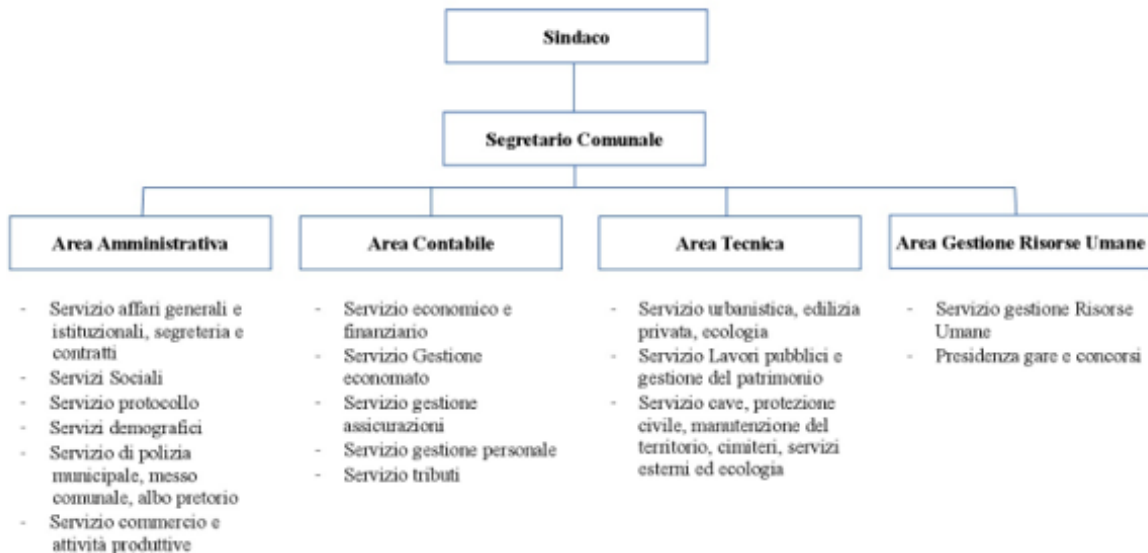 Sindaco
Segretario Comunale
Area Amministrativa
- Servizio affari generali e
istituzionali, segreteria e
contratti
- Servizi Sociali
- Servizio protocollo
- Servizi demografici
- Servizio di polizia
municipale, messo
comunale, albo pretorio
- Servizio commercio e
attività produttive
Area Contabile
- Servizio economico e
finanziario
- Servizio Gestione
economato
- Servizio gestione
assicurazioni
- Servizio gestione personale
- Servizio tributi
Area Tecnica
- Servizio urbanistica, edilizia
privata, ecologia
- Servizio Lavori pubblici e
gestione del patrimonio
- Servizio cave, protezione
civile, manutenzione del
territorio, cimiteri, servizi
esterni ed ecologia
Area Gestione Risorse Umane
- Servizio gestione Risorse
Umane
- Presidenza gare e concorsi